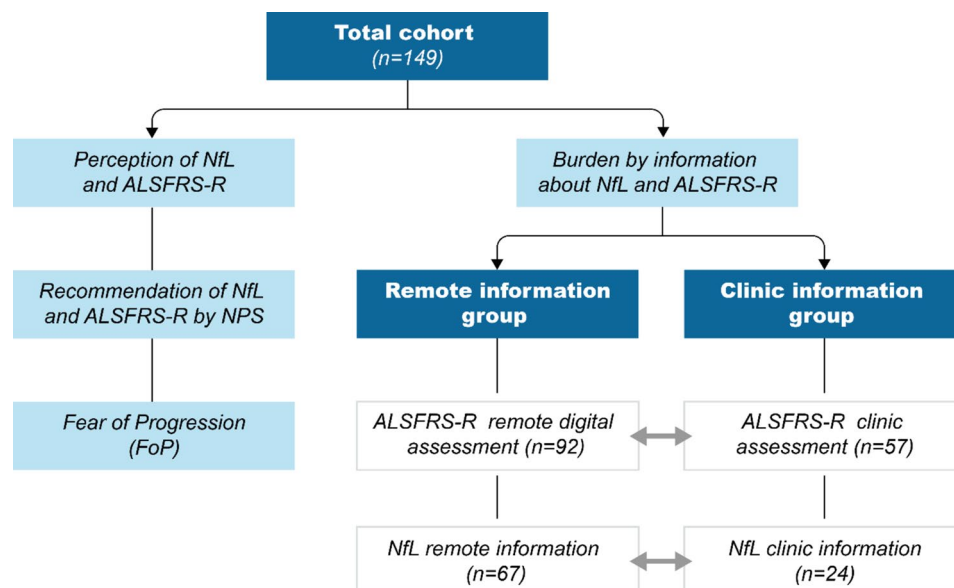 Total cohort
(n=149)
Perception of NfL
and ALSFRS-R
Burden by information
about NfL and ALSFRS-R
Recommendation of NfL
and ALSFRS-R by NPS
Remote information
group
Clinic information
group
Fear of Progression
(FoP)
ALSFRS-R remote digital
assessment (n=92)
ALSFRS-R clinic
assessment (n=57)
NfL remote information
(n=67)
NfL clinic information
(n=24)